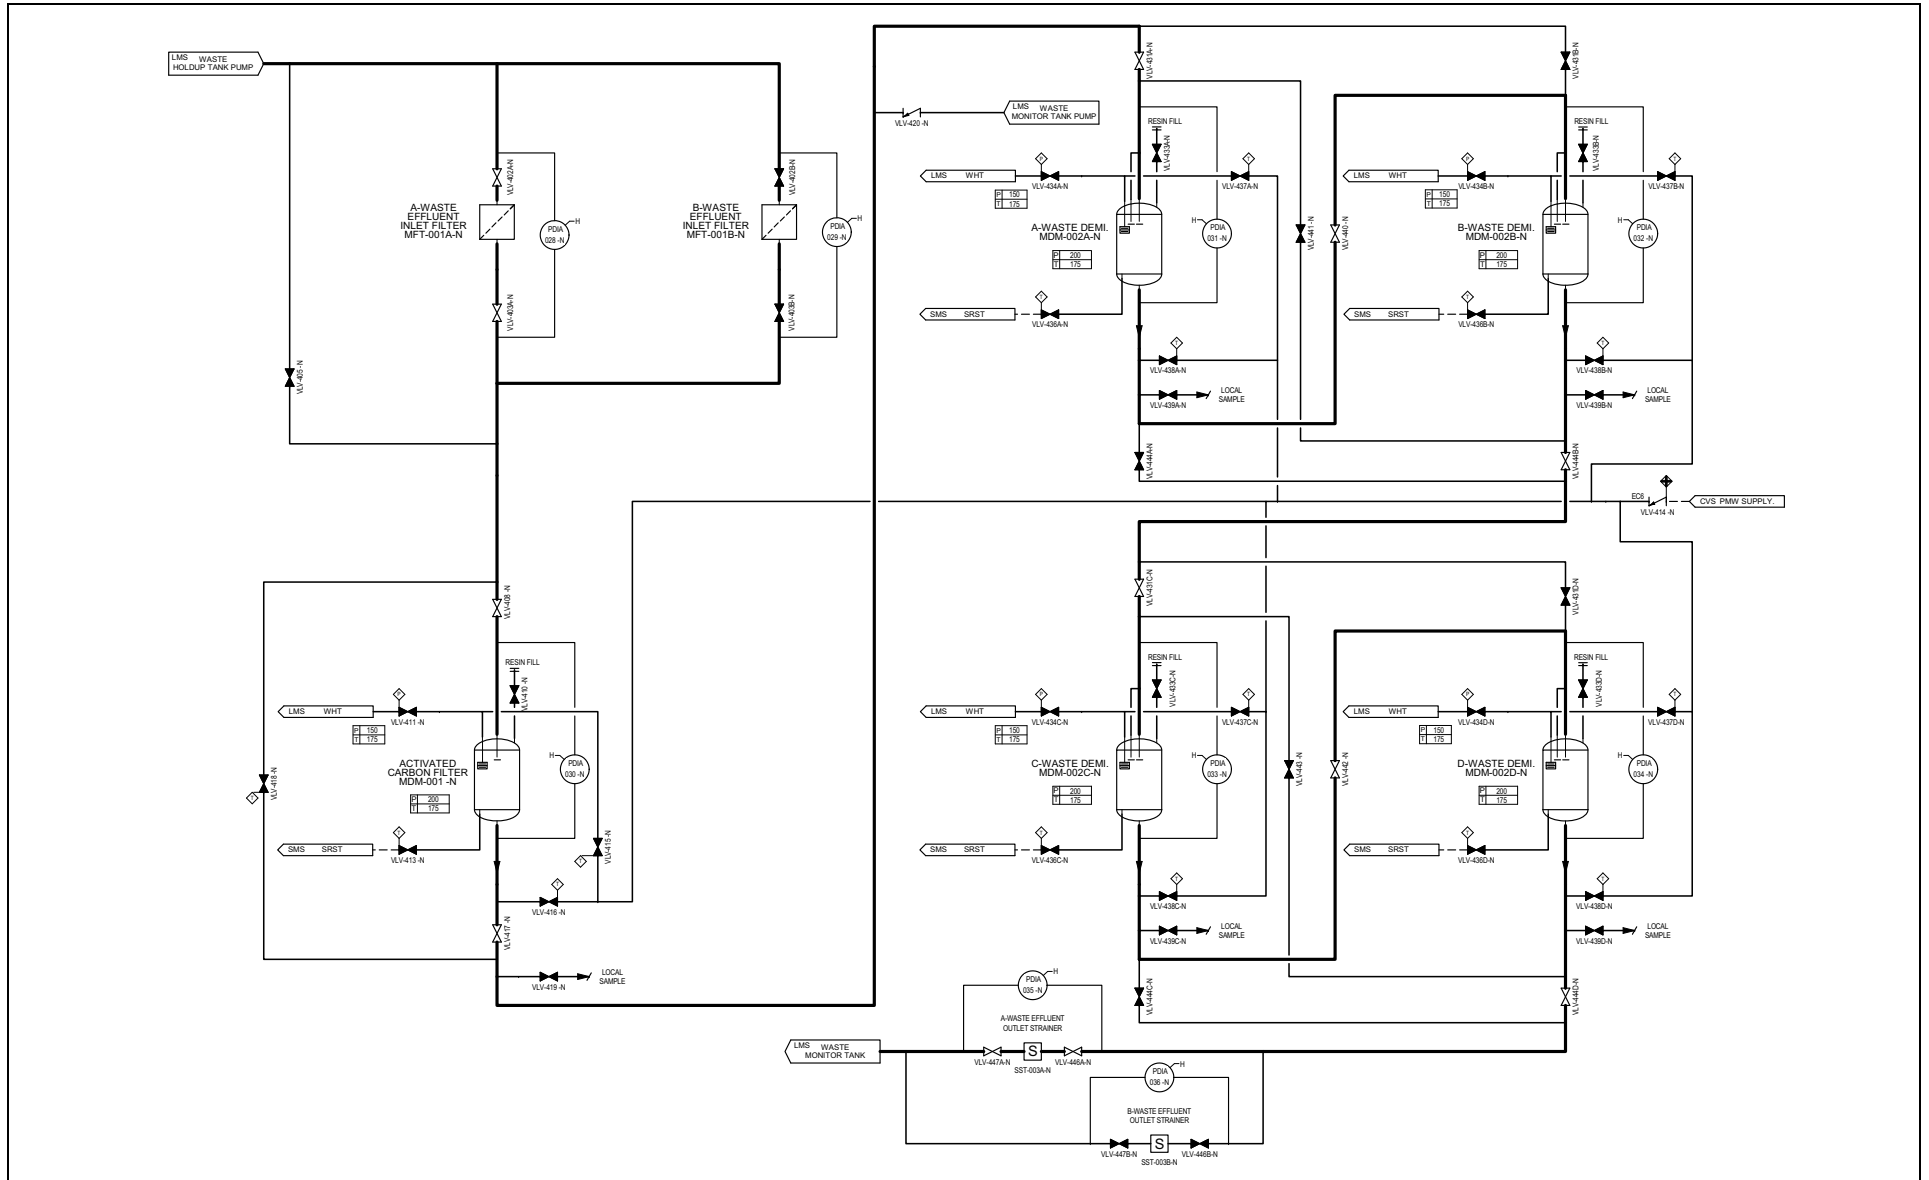 LMS WASTE
HOLDUP TANK PUMP
VLV-405 -N
VLV-402A-N
A-WASTE
EFFLUENT
INLET FILTER
MFT-001A-N
PDIA
028 -N
H
VLV-403A-N
VLV-402B-N
B-WASTE
EFFLUENT
INLET FILTER
MFT-001B-N
PDIA
029 -N
H
VLV-403B-N
VLV-420 -N
LMS WASTE
MONITOR TANK PUMP
VLV-431A-N
RESIN FILL
VLV-433A-N
LMS WHT
P
VLV-434A-N
P 150
T 175
T
VLV-437A-N
A-WASTE DEMI.
MDM-002A-N
P 200
T 175
H
PDIA
031 -N
SMS SRST
T
VLV-436A-N
T
VLV-438A-N
VLV-439A-N
LOCAL
SAMPLE
VLV-444A-N
VLV-441 -N
VLV-440 -N
VLV-431B-N
RESIN FILL
VLV-433B-N
LMS WHT
P
VLV-434B-N
P 150
T 175
T
VLV-437B-N
B-WASTE DEMI.
MDM-002B-N
P 200
T 175
H
PDIA
032 -N
SMS SRST
T
VLV-436B-N
T
VLV-438B-N
VLV-439B-N
LOCAL
SAMPLE
VLV-444B-N
EC6
VLV-414 -N
CVS PMW SUPPLY.
VLV-408 -N
RESIN FILL
VLV-410 -N
LMS WHT
P
VLV-411 -N
P 150
T 175
ACTIVATED
CARBON FILTER
MDM-001 -N
P 200
T 175
H
PDIA
030 -N
VLV-418-N
T
SMS SRST
T
VLV-413 -N
VLV-415 -N
T
T
VLV-416 -N
VLV-417 -N
VLV-419 -N
LOCAL
SAMPLE
VLV-431C-N
RESIN FILL
VLV-433C-N
LMS WHT
P
VLV-434C-N
P 150
T 175
T
VLV-437C-N
C-WASTE DEMI.
MDM-002C-N
P 200
T 175
H
PDIA
033 -N
SMS SRST
T
VLV-436C-N
T
VLV-438C-N
VLV-439C-N
LOCAL
SAMPLE
VLV-444C-N
VLV-443 -N
VLV-442 -N
VLV-431D-N
RESIN FILL
VLV-433D-N
LMS WHT
P
VLV-434D-N
P 150
T 175
T
VLV-437D-N
D-WASTE DEMI.
MDM-002D-N
P 200
T 175
H
PDIA
034 -N
SMS SRST
T
VLV-436D-N
T
VLV-438D-N
VLV-439D-N
LOCAL
SAMPLE
VLV-444D-N
PDIA
035 -N
H
A-WASTE EFFLUENT
OUTLET STRAINER
LMS WASTE
MONITOR TANK
VLV-447A-N
S
SST-003A-N
VLV-446A-N
PDIA
036 -N
H
B-WASTE EFFLUENT
OUTLET STRAINER
VLV-447B-N
S
SST-003B-N
VLV-446B-N